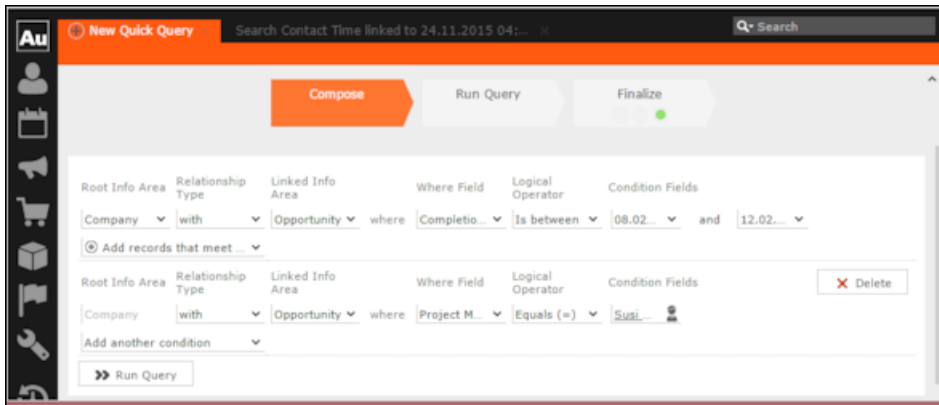 Au
New Quick Query
Search Contact Time linked to 24.11.2015 04:...
Search
Compose
Run Query
Finalize
Root Info Area Relationship Type Linked Info Area Where Field Logical Operator Condition Fields
Company with Opportunity where Completio... Is between 08.02... and 12.02....
Add records that meet ...
Root Info Area Relationship Type Linked Info Area Where Field Logical Operator Condition Fields
Delete
Company with Opportunity where Project M... Equals (=) Susi ...
Add another condition
Run Query